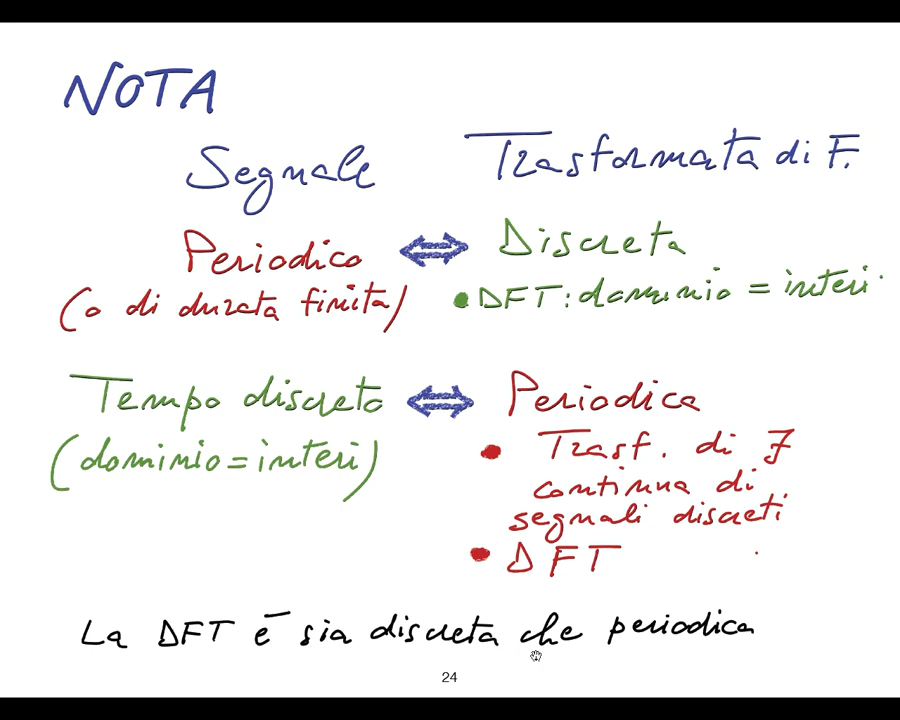 NOTA
Segnale Trasformata di F.
Periodico ⇔ Discreta
(o di durata finita) • DFT: dominio = interi
Tempo discreto ⇔ Periodica
(dominio = interi) • Trasf. di F
continua di
segnali discreti
• DFT
La DFT è sia discreta che periodica
24